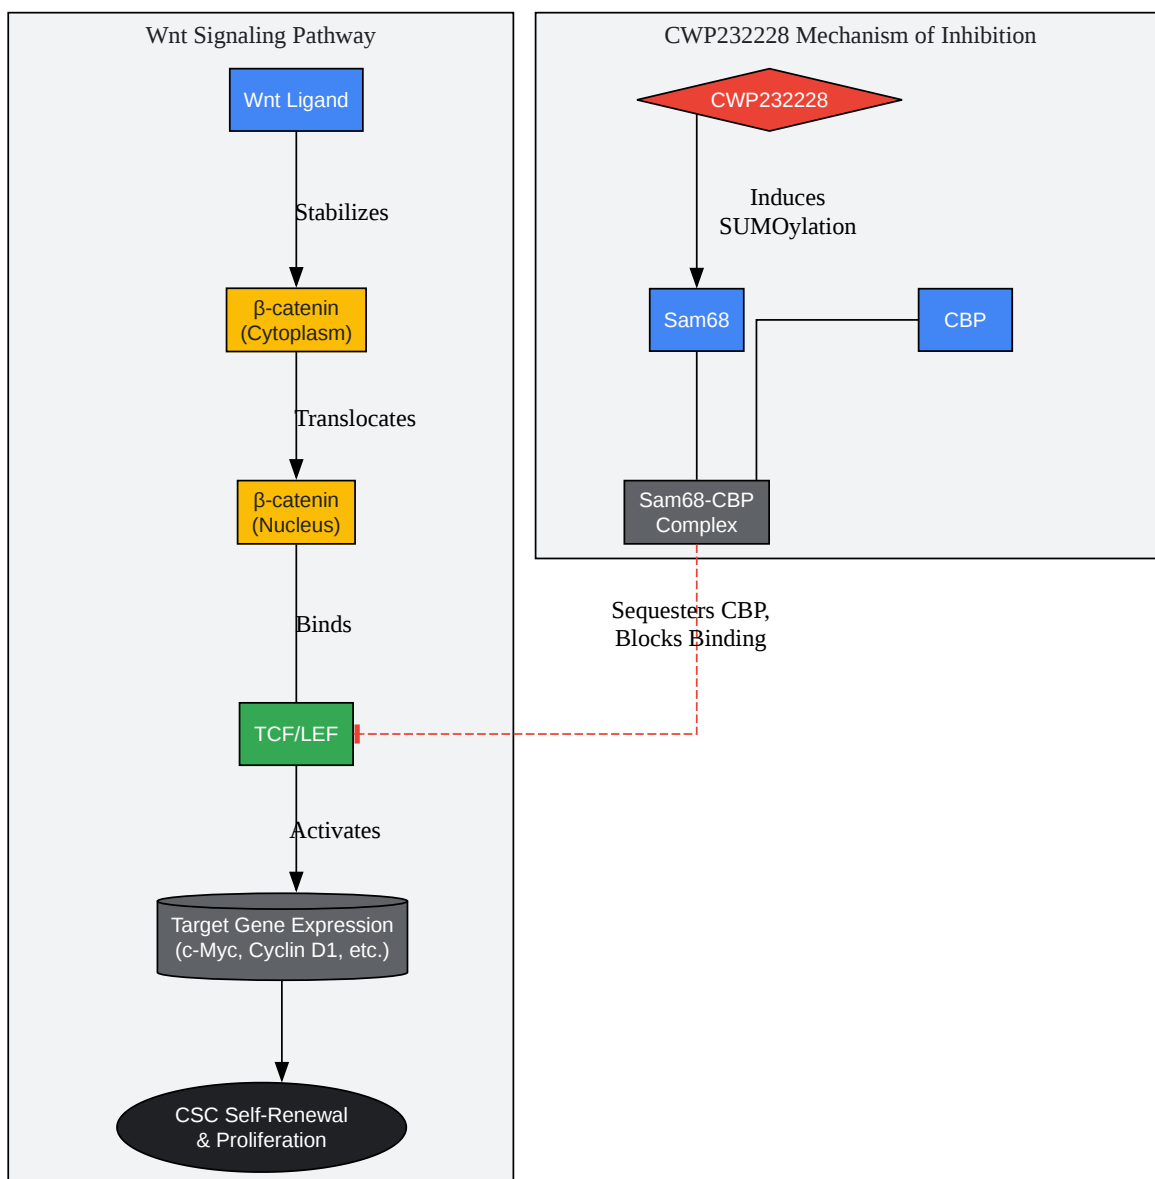 Wnt Signaling Pathway
Wnt Ligand
Stabilizes
β-catenin
(Cytoplasm)
Translocates
β-catenin
(Nucleus)
Binds
TCF/LEF
Activates
Target Gene Expression
(c-Myc, Cyclin D1, etc.)
CSC Self-Renewal
& Proliferation
CWP232228 Mechanism of Inhibition
CWP232228
Induces
SUMOylation
Sam68
CBP
Sam68-CBP
Complex
Sequesters CBP,
Blocks Binding